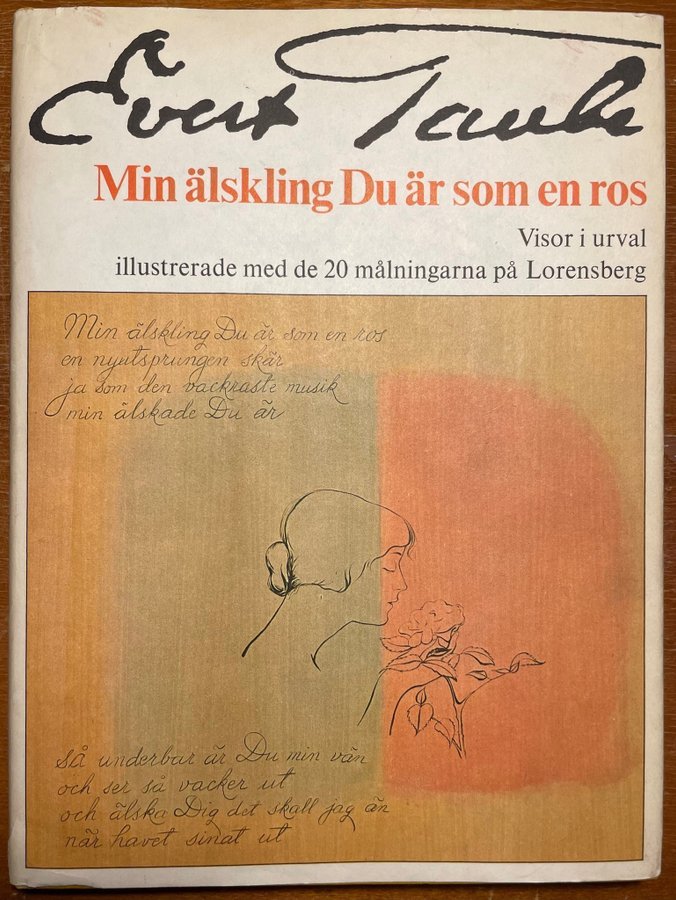 Evert Taube
Min älskling Du är som en ros
Visor i urval
illustrerade med de 20 målningarna på Lorensberg
Min älskling Du är som en ros
en nyutsprungen skär
ja som den vackraste musik
min älskade Du är
så underbar är Du min vän
och ser så vacker ut
och älska Dig det skall jag än
när havet sinat ut